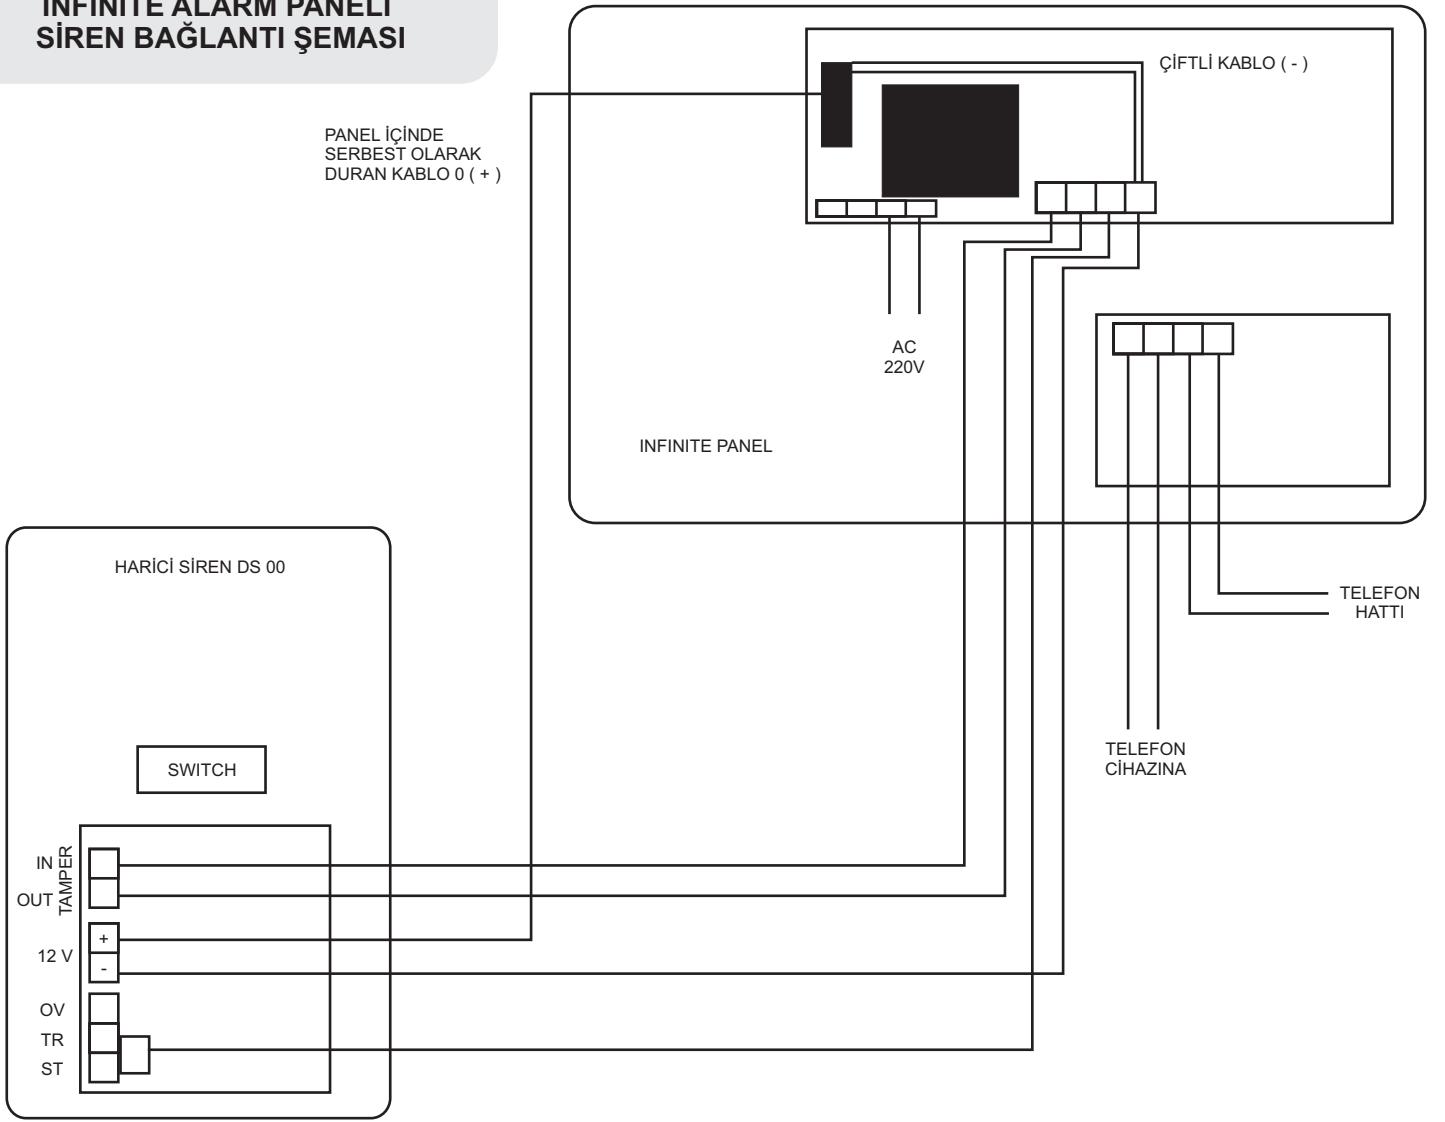 INFINITE ALARM PANELİ
SİREN BAĞLANTI ŞEMASI
ÇİFTLİ KABLO ( - )
PANEL İÇİNDE
SERBEST OLARAK
DURAN KABLO 0 ( + )
AC
220V
INFINITE PANEL
HARİCİ SİREN DS 00
TELEFON
HATTI
TELEFON
CİHAZINA
SWITCH
IN
OUT
TAMPER
12 V
+
-
OV
TR
ST